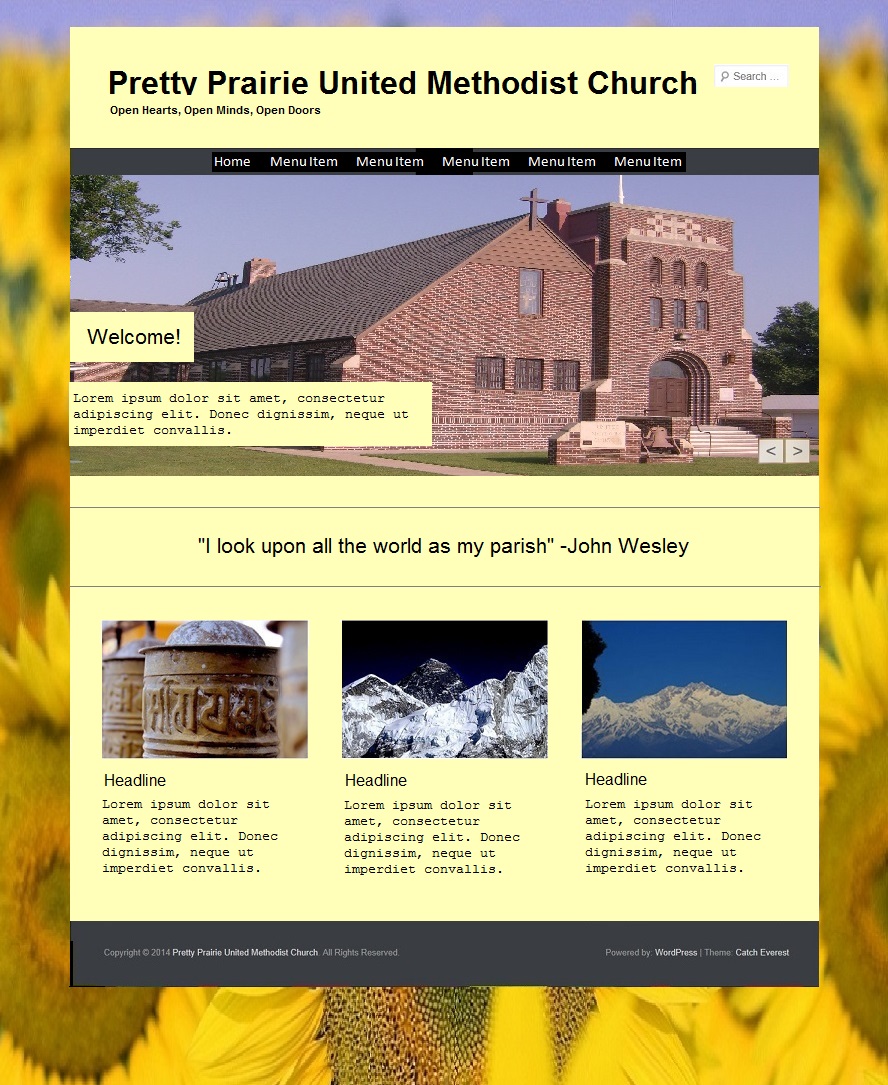 Pretty Prairie United Methodist Church
Search ...
Open Hearts, Open Minds, Open Doors
Home Menu Item Menu Item Menu Item Menu Item Menu Item
Welcome!
Lorem ipsum dolor sit amet, consectetur
adipiscing elit. Donec dignissim, neque ut
imperdiet convallis.
< >
"I look upon all the world as my parish" -John Wesley
Headline
Lorem ipsum dolor sit
amet, consectetur
adipiscing elit. Donec
dignissim, neque ut
imperdiet convallis.
Headline
Lorem ipsum dolor sit
amet, consectetur
adipiscing elit. Donec
dignissim, neque ut
imperdiet convallis.
Headline
Lorem ipsum dolor sit
amet, consectetur
adipiscing elit. Donec
dignissim, neque ut
imperdiet convallis.
Copyright © 2014 Pretty Prairie United Methodist Church. All Rights Reserved.
Powered by: WordPress | Theme: Catch Everest